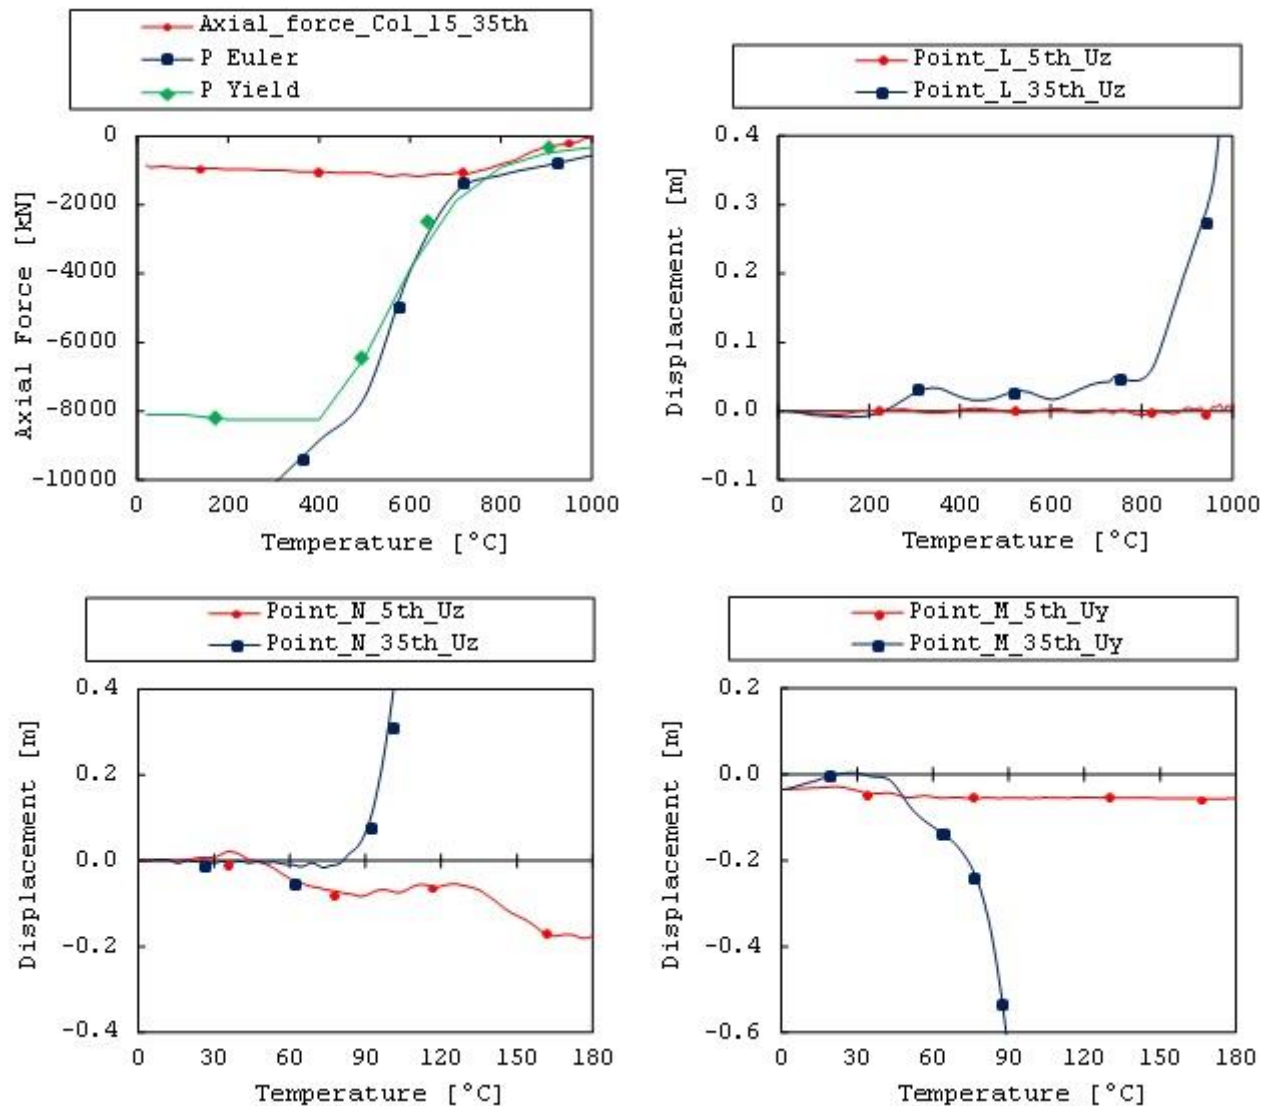 Axial_force_Col_15_35th
P Euler
P Yield
Axial Force [kN]
0
-2000
-4000
-6000
-8000
-10000
0 200 400 600 800 1000
Temperature [°C]
Point_L_5th_Uz
Point_L_35th_Uz
Displacement [m]
0.4
0.3
0.2
0.1
0.0
-0.1
0 200 400 600 800 1000
Temperature [°C]
Point_N_5th_Uz
Point_N_35th_Uz
Displacement [m]
0.4
0.2
0.0
-0.2
-0.4
0 30 60 90 120 150 180
Temperature [°C]
Point_M_5th_Uy
Point_M_35th_Uy
Displacement [m]
0.2
0.0
-0.2
-0.4
-0.6
0 30 60 90 120 150 180
Temperature [°C]